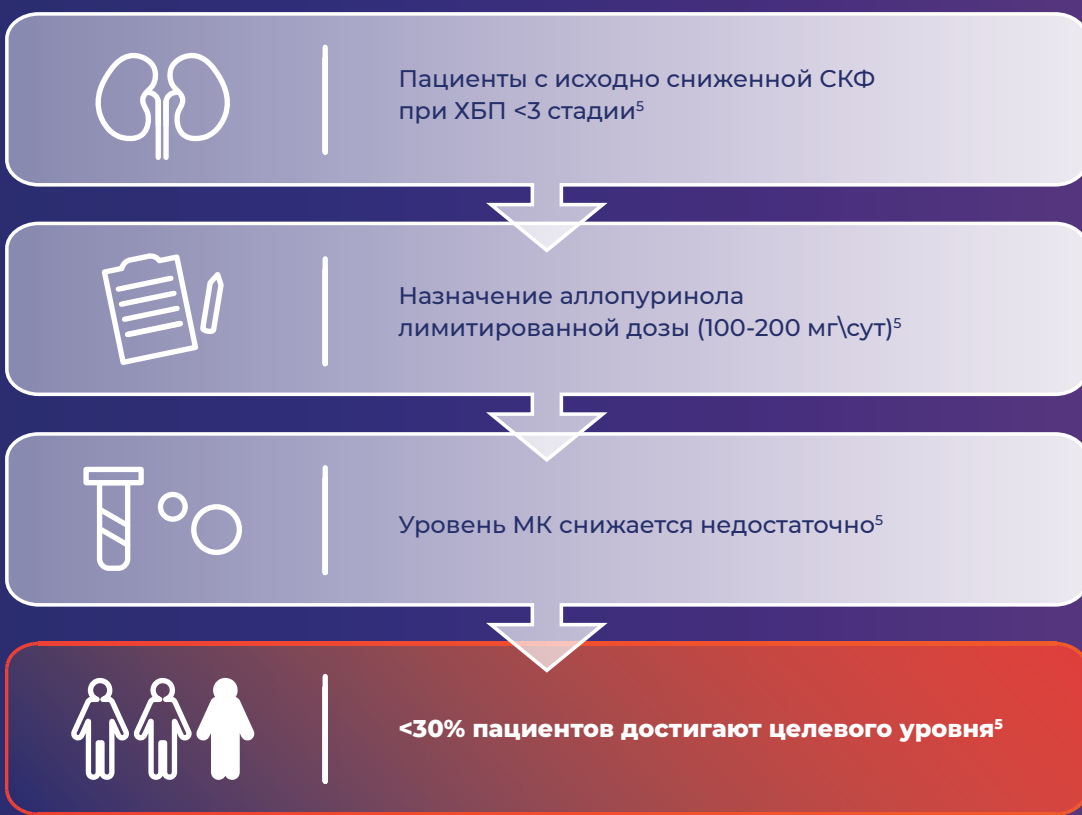 Пациенты с исходно сниженной СКФ
при ХБП <3 стадии⁵
Назначение аллопуринола
лимитированной дозы (100-200 мг\сут)⁵
Уровень МК снижается недостаточно⁵
<30% пациентов достигают целевого уровня⁵